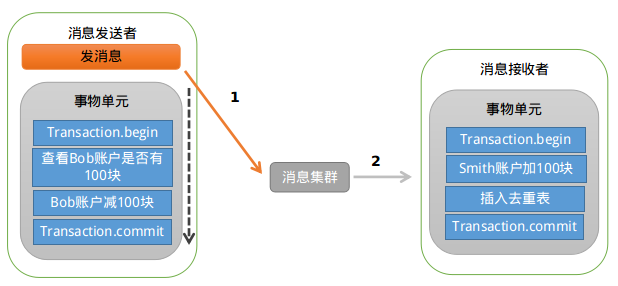 消息发送者
发消息
事物单元
Transaction.begin
查看Bob账户是否有
100块
Bob账户减100块
Transaction.commit
1
消息集群
2
消息接收者
事物单元
Transaction.begin
Smith账户加100块
插入去重表
Transaction.commit